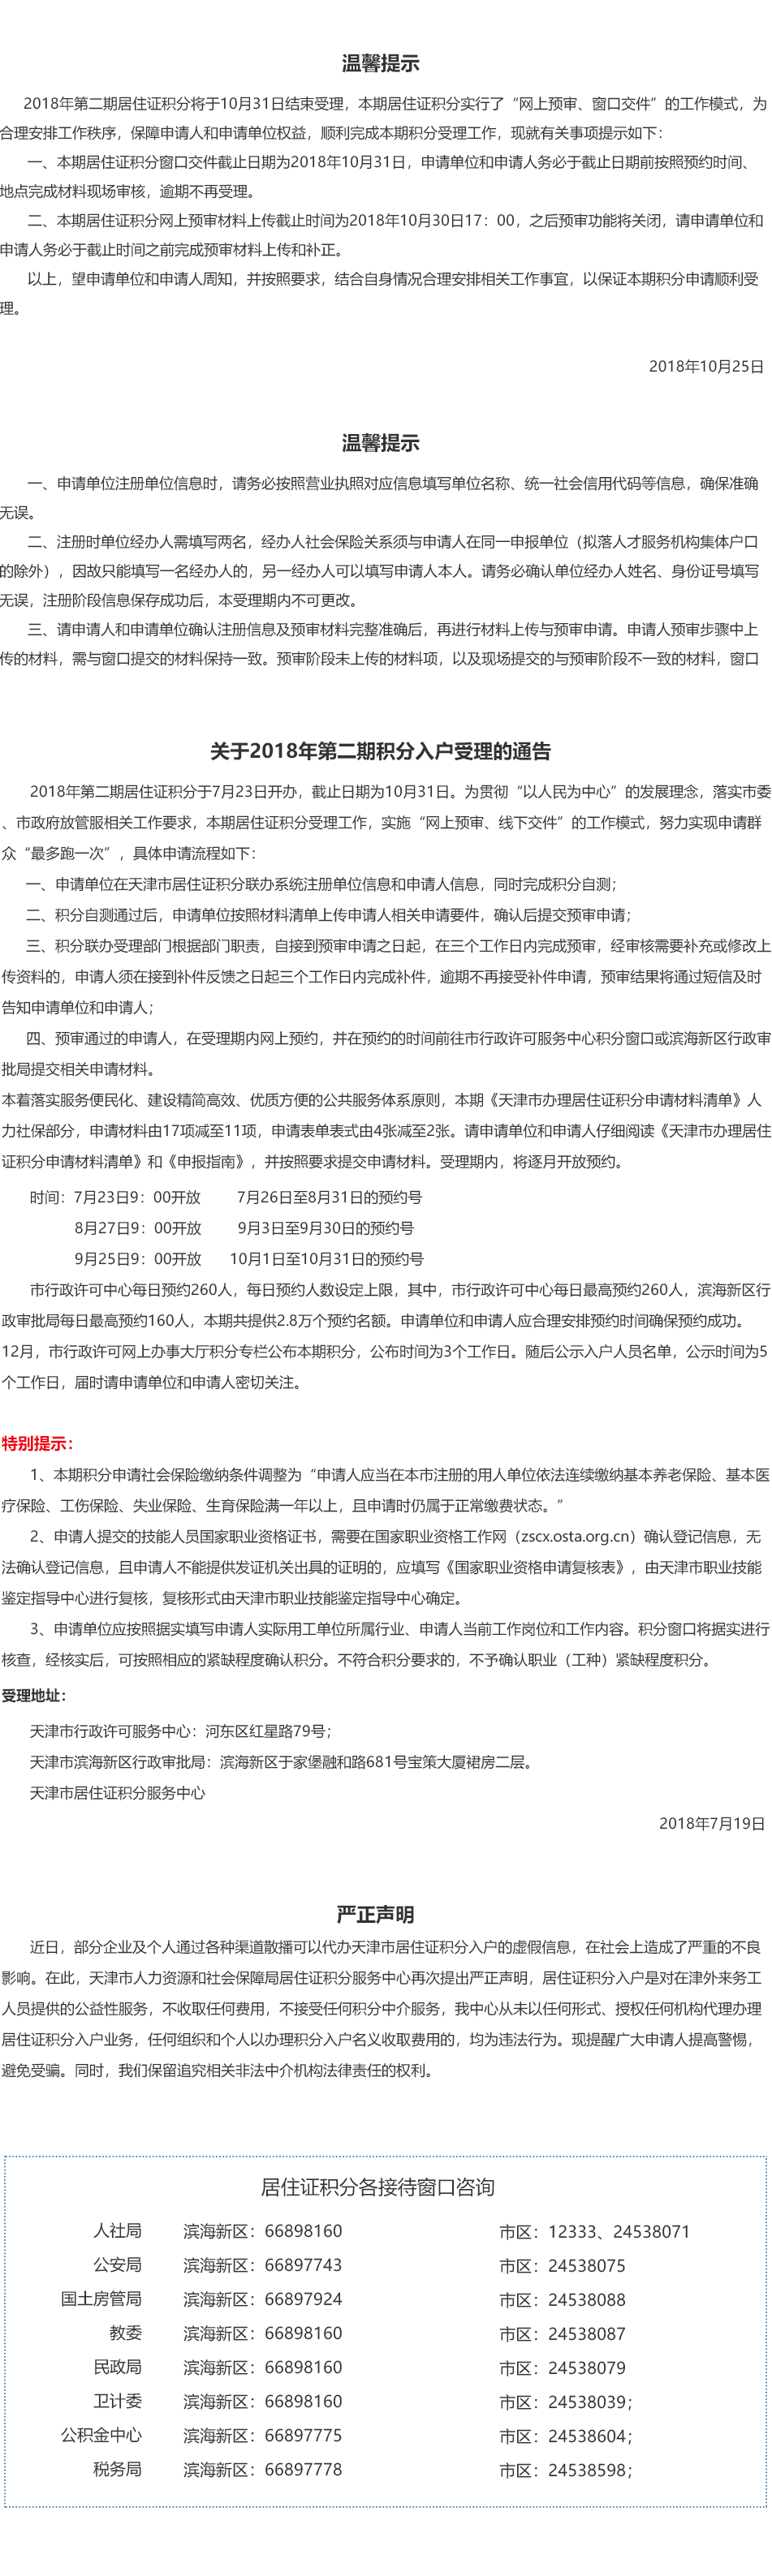 温馨提示
2018年第二期居住证积分将于10月31日结束受理，本期居住证积分实行了“网上预审、窗口交件”的工作模式，为
合理安排工作秩序，保障申请人和申请单位权益，顺利完成本期积分受理工作，现就有关事项提示如下：
一、本期居住证积分窗口交件截止日期为2018年10月31日，申请单位和申请人务必于截止日期前按照预约时间、
地点完成材料现场审核，逾期不再受理。
二、本期居住证积分网上预审材料上传截止时间为2018年10月30日17：00，之后预审功能将关闭，请申请单位和
申请人务必于截止时间之前完成预审材料上传和补正。
以上，望申请单位和申请人周知，并按照要求，结合自身情况合理安排相关工作事宜，以保证本期积分申请顺利受
理。
2018年10月25日
温馨提示
一、申请单位注册单位信息时，请务必按照营业执照对应信息填写单位名称、统一社会信用代码等信息，确保准确
无误。
二、注册时单位经办人需填写两名，经办人社会保险关系须与申请人在同一申报单位（拟落人才服务机构集体户口
的除外），因故只能填写一名经办人的，另一经办人可以填写申请人本人。请务必确认单位经办人姓名、身份证号填写
无误，注册阶段信息保存成功后，本受理期内不可更改。
三、请申请人和申请单位确认注册信息及预审材料完整准确后，再进行材料上传与预审申请。申请人预审步骤中上
传的材料，需与窗口提交的材料保持一致。预审阶段未上传的材料项，以及现场提交的与预审阶段不一致的材料，窗口
关于2018年第二期积分入户受理的通告
2018年第二期居住证积分于7月23日开办，截止日期为10月31日。为贯彻“以人民为中心”的发展理念，落实市委
、市政府放管服相关工作要求，本期居住证积分受理工作，实施“网上预审、线下交件”的工作模式，努力实现申请群
众“最多跑一次”，具体申请流程如下：
一、申请单位在天津市居住证积分联办系统注册单位信息和申请人信息，同时完成积分自测；
二、积分自测通过后，申请单位按照材料清单上传申请人相关申请要件，确认后提交预审申请；
三、积分联办受理部门根据部门职责，自接到预审申请之日起，在三个工作日内完成预审，经审核需要补充或修改上
传资料的，申请人须在接到补件反馈之日起三个工作日内完成补件，逾期不再接受补件申请，预审结果将通过短信及时
告知申请单位和申请人；
四、预审通过的申请人，在受理期内网上预约，并在预约的时间前往市行政许可服务中心积分窗口或滨海新区行政审
批局提交相关申请材料。
本着落实服务便民化、建设精简高效、优质方便的公共服务体系原则，本期《天津市办理居住证积分申请材料清单》人
力社保部分，申请材料由17项减至11项，申请表单表式由4张减至2张。请申请单位和申请人仔细阅读《天津市办理居住
证积分申请材料清单》和《申报指南》，并按照要求提交申请材料。受理期内，将逐月开放预约。
时间：7月23日9：00开放 7月26日至8月31日的预约号
8月27日9：00开放 9月3日至9月30日的预约号
9月25日9：00开放 10月1日至10月31日的预约号
市行政许可中心每日预约260人，每日预约人数设定上限，其中，市行政许可中心每日最高预约260人，滨海新区行
政审批局每日最高预约160人，本期共提供2.8万个预约名额。申请单位和申请人应合理安排预约时间确保预约成功。
12月，市行政许可网上办事大厅积分专栏公布本期积分，公布时间为3个工作日。随后公示入户人员名单，公示时间为5
个工作日，届时请申请单位和申请人密切关注。
特别提示：
1、本期积分申请社会保险缴纳条件调整为“申请人应当在本市注册的用人单位依法连续缴纳基本养老保险、基本医
疗保险、工伤保险、失业保险、生育保险满一年以上，且申请时仍属于正常缴费状态。”
2、申请人提交的技能人员国家职业资格证书，需要在国家职业资格工作网（zscx.osta.org.cn）确认登记信息，无
法确认登记信息，且申请人不能提供发证机关出具的证明的，应填写《国家职业资格申请复核表》，由天津市职业技能
鉴定指导中心进行复核，复核形式由天津市职业技能鉴定指导中心确定。
3、申请单位应按照据实填写申请人实际用工单位所属行业、申请人当前工作岗位和工作内容。积分窗口将据实进行
核查，经核实后，可按照相应的紧缺程度确认积分。不符合积分要求的，不予确认职业（工种）紧缺程度积分。
受理地址：
天津市行政许可服务中心：河东区红星路79号；
天津市滨海新区行政审批局：滨海新区于家堡融和路681号宝策大厦裙房二层。
天津市居住证积分服务中心
2018年7月19日
严正声明
近日，部分企业及个人通过各种渠道散播可以代办天津市居住证积分入户的虚假信息，在社会上造成了严重的不良
影响。在此，天津市人力资源和社会保障局居住证积分服务中心再次提出严正声明，居住证积分入户是对在津外来务工
人员提供的公益性服务，不收取任何费用，不接受任何积分中介服务，我中心从未以任何形式、授权任何机构代理办理
居住证积分入户业务，任何组织和个人以办理积分入户名义收取费用的，均为违法行为。现提醒广大申请人提高警惕，
避免受骗。同时，我们保留追究相关非法中介机构法律责任的权利。
居住证积分各接待窗口咨询
人社局 滨海新区：66898160 市区：12333、24538071
公安局 滨海新区：66897743 市区：24538075
国土房管局 滨海新区：66897924 市区：24538088
教委 滨海新区：66898160 市区：24538087
民政局 滨海新区：66898160 市区：24538079
卫计委 滨海新区：66898160 市区：24538039；
公积金中心 滨海新区：66897775 市区：24538604；
税务局 滨海新区：66897778 市区：24538598；